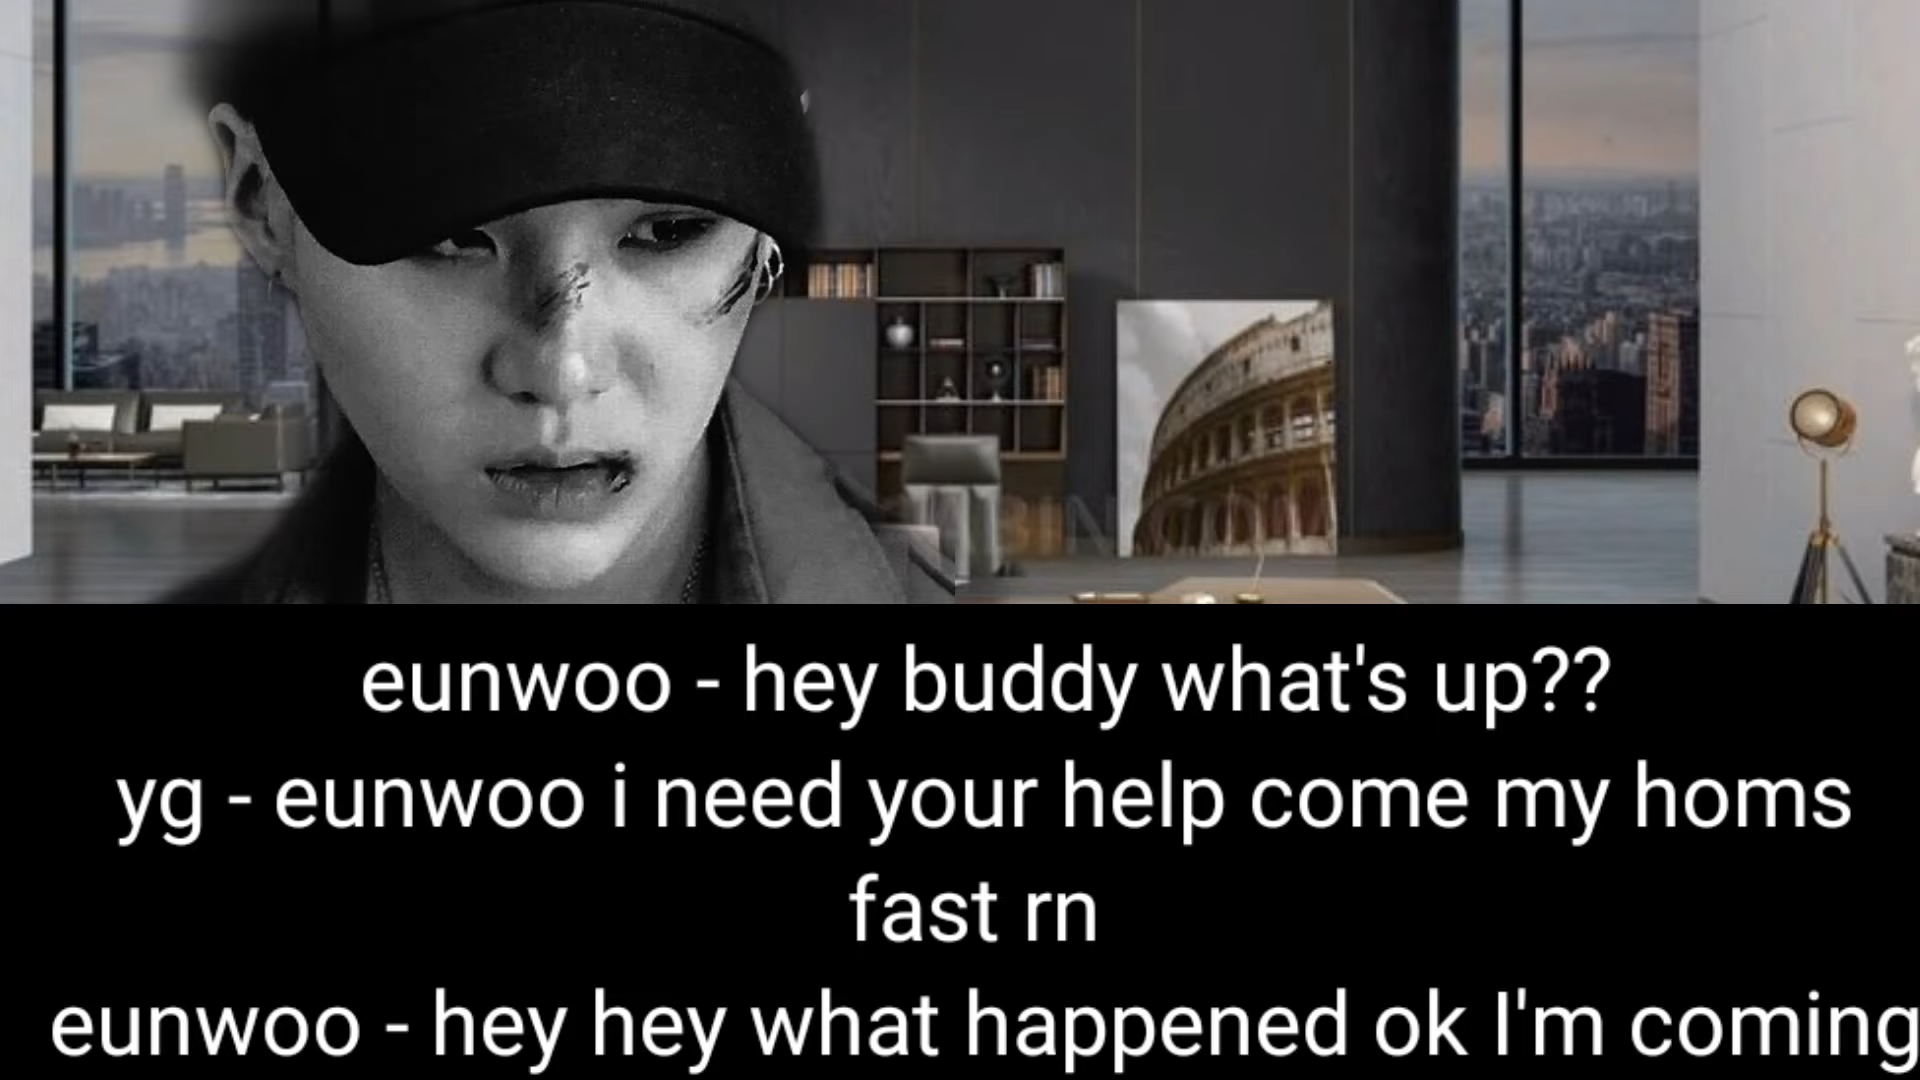 eunwoo - hey buddy what's up??
yg - eunwoo i need your help come my homs
fast rn
eunwoo - hey hey what happened ok I'm coming